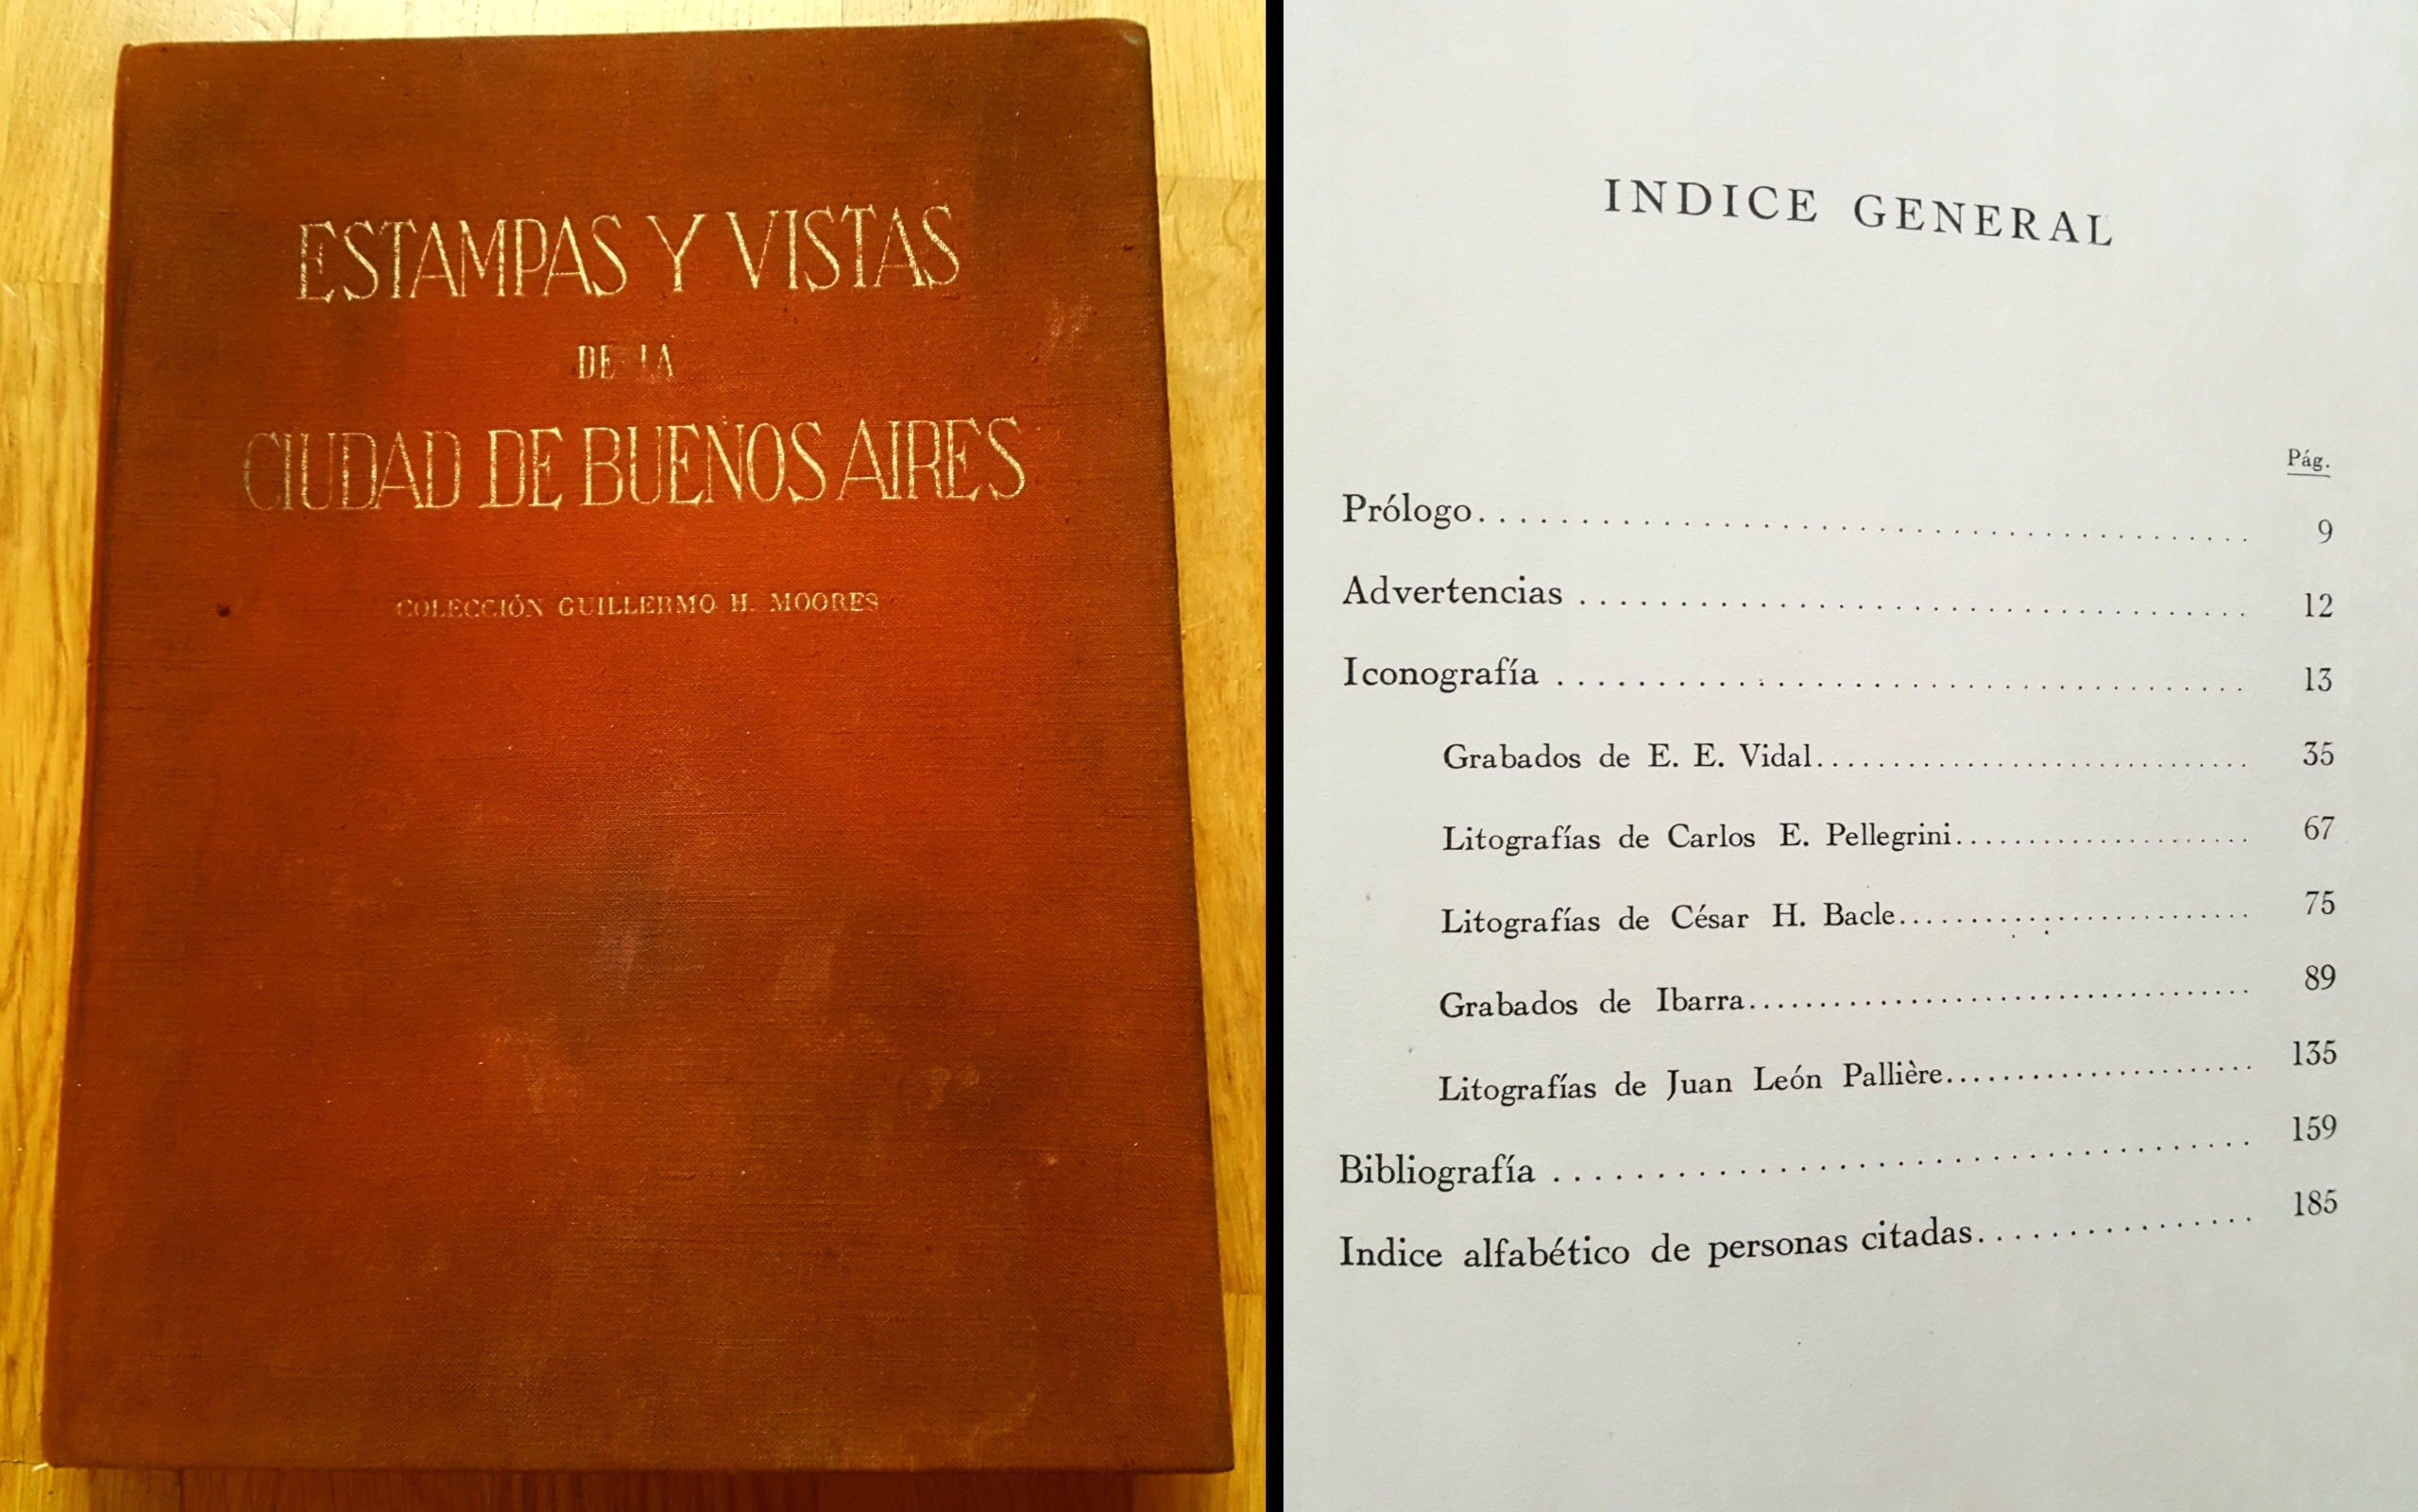 ESTAMPAS Y VISTAS
DE LA
CIUDAD DE BUENOS AIRES
COLECCIÓN GUILLERMO H. MOORES
INDICE GENERAL
Pág.
Prólogo. . . . . . . . . . . . . . . . . . . . . . . . . . . . . . . . . . . . . 9
Advertencias . . . . . . . . . . . . . . . . . . . . . . . . . . . . . . . . . 12
Iconografía . . . . . . . . . . . . . . . . . . . . . . . . . . . . . . . . . . 13
Grabados de E. E. Vidal. . . . . . . . . . . . . . . . . . . . . . . . . . . . 35
Litografías de Carlos E. Pellegrini. . . . . . . . . . . . . . . . . . . . . 67
Litografías de César H. Bacle. . . . . . . . . . . . . . . . . . . . . . . . 75
Grabados de Ibarra. . . . . . . . . . . . . . . . . . . . . . . . . . . . . . 89
Litografías de Juan León Pallière. . . . . . . . . . . . . . . . . . . . . . 135
Bibliografía . . . . . . . . . . . . . . . . . . . . . . . . . . . . . . . . . 159
Indice alfabético de personas citadas. . . . . . . . . . . . . . . 185